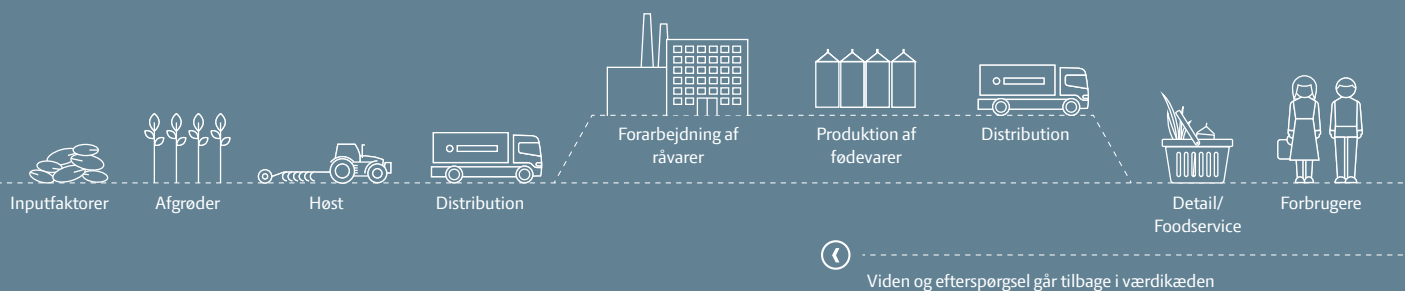 Inputfaktorer
Afgrøder
Høst
Distribution
Forarbejdning af
råvarer
Produktion af
fødevarer
Distribution
Detail/
Foodservice
Forbrugere
Viden og efterspørgsel går tilbage i værdikæden